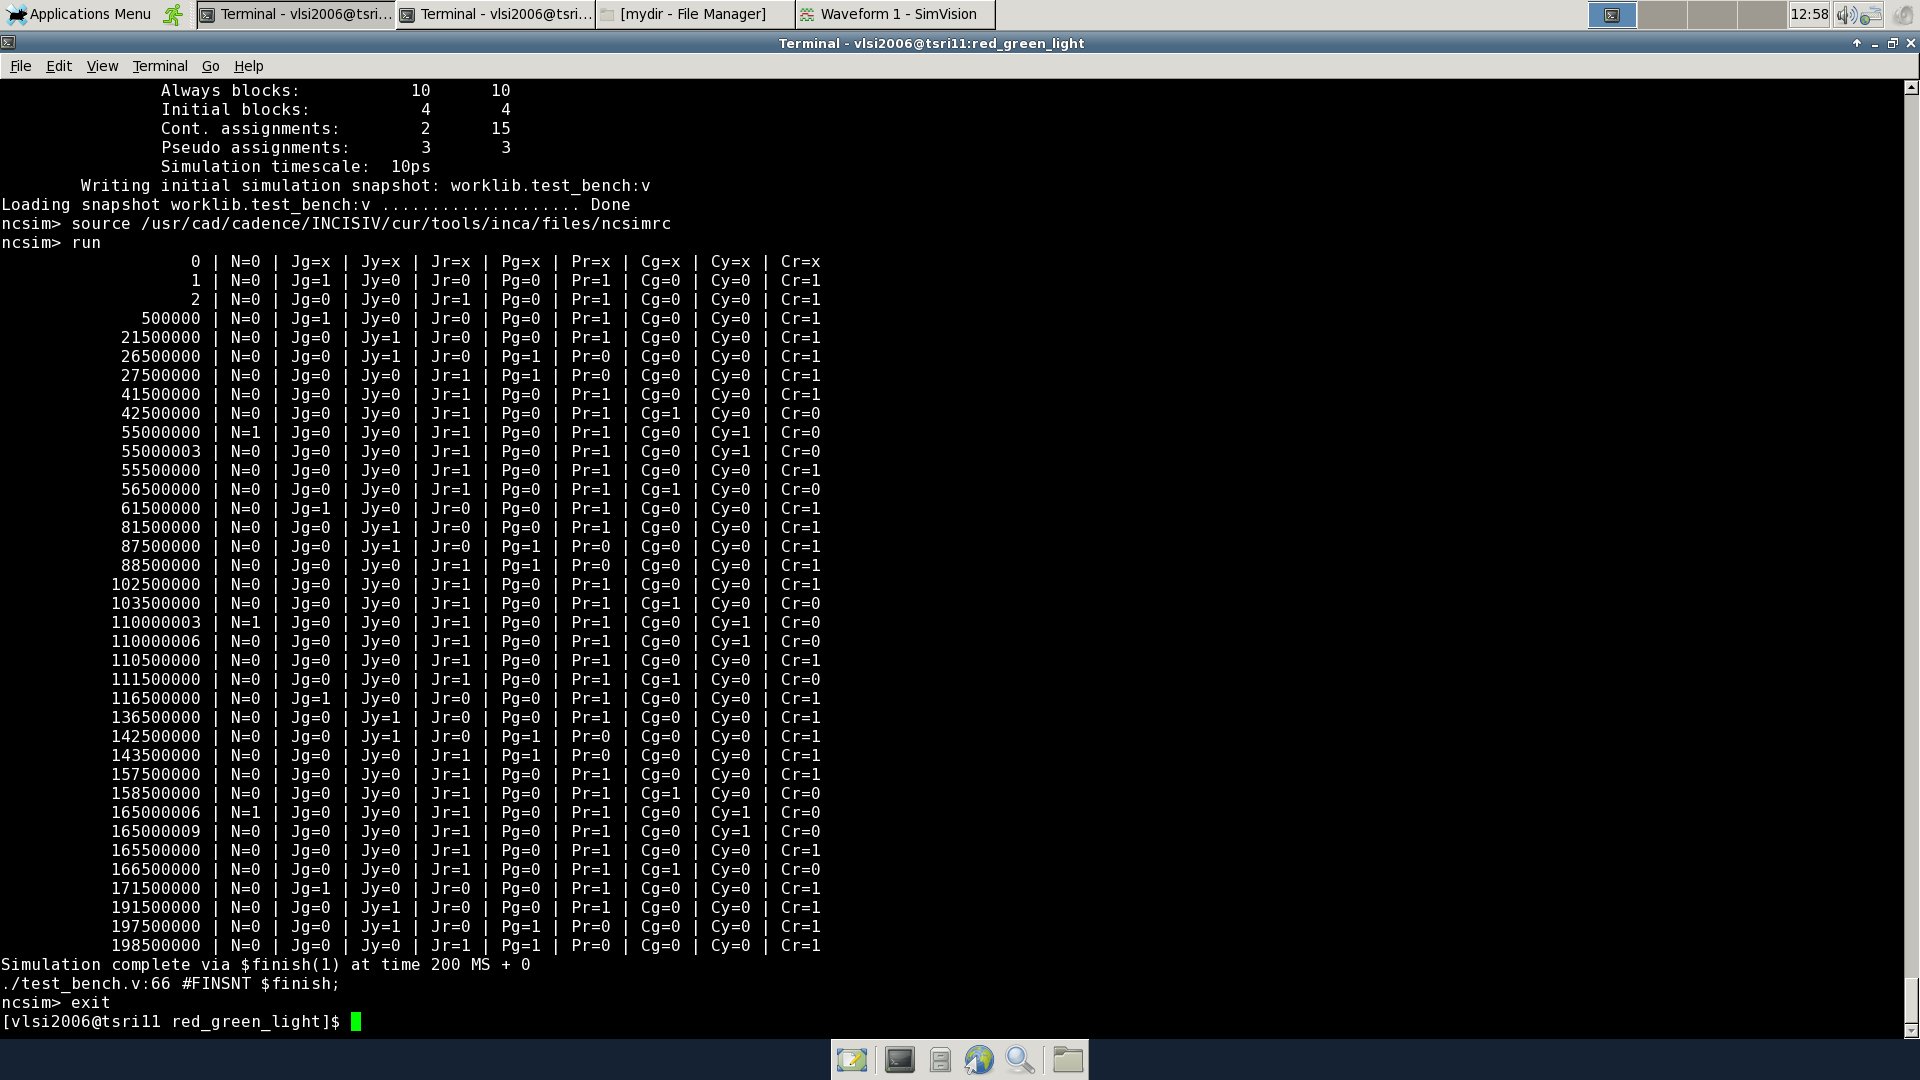 Applications Menu Terminal - vlsi2006@tsri... Terminal - vlsi2006@tsri... [mydir - File Manager] Waveform 1 - SimVision 12:58
Terminal - vlsi2006@tsri11:red_green_light
File Edit View Terminal Go Help
Always blocks: 10 10
Initial blocks: 4 4
Cont. assignments: 2 15
Pseudo assignments: 3 3
Simulation timescale: 10ps
Writing initial simulation snapshot: worklib.test_bench:v
Loading snapshot worklib.test_bench:v .................... Done
ncsim> source /usr/cad/cadence/INCISIV/cur/tools/inca/files/ncsimrc
ncsim> run
0 | N=0 | Jg=x | Jy=x | Jr=x | Pg=x | Pr=x | Cg=x | Cy=x | Cr=x
1 | N=0 | Jg=1 | Jy=0 | Jr=0 | Pg=0 | Pr=1 | Cg=0 | Cy=0 | Cr=1
2 | N=0 | Jg=0 | Jy=0 | Jr=1 | Pg=0 | Pr=1 | Cg=0 | Cy=0 | Cr=1
500000 | N=0 | Jg=1 | Jy=0 | Jr=0 | Pg=0 | Pr=1 | Cg=0 | Cy=0 | Cr=1
21500000 | N=0 | Jg=0 | Jy=1 | Jr=0 | Pg=0 | Pr=1 | Cg=0 | Cy=0 | Cr=1
26500000 | N=0 | Jg=0 | Jy=1 | Jr=0 | Pg=1 | Pr=0 | Cg=0 | Cy=0 | Cr=1
27500000 | N=0 | Jg=0 | Jy=0 | Jr=1 | Pg=1 | Pr=0 | Cg=0 | Cy=0 | Cr=1
41500000 | N=0 | Jg=0 | Jy=0 | Jr=1 | Pg=0 | Pr=1 | Cg=0 | Cy=0 | Cr=1
42500000 | N=0 | Jg=0 | Jy=0 | Jr=1 | Pg=0 | Pr=1 | Cg=1 | Cy=0 | Cr=0
55000000 | N=1 | Jg=0 | Jy=0 | Jr=1 | Pg=0 | Pr=1 | Cg=0 | Cy=1 | Cr=0
55000003 | N=0 | Jg=0 | Jy=0 | Jr=1 | Pg=0 | Pr=1 | Cg=0 | Cy=1 | Cr=0
55500000 | N=0 | Jg=0 | Jy=0 | Jr=1 | Pg=0 | Pr=1 | Cg=0 | Cy=0 | Cr=1
56500000 | N=0 | Jg=0 | Jy=0 | Jr=1 | Pg=0 | Pr=1 | Cg=1 | Cy=0 | Cr=0
61500000 | N=0 | Jg=1 | Jy=0 | Jr=0 | Pg=0 | Pr=1 | Cg=0 | Cy=0 | Cr=1
81500000 | N=0 | Jg=0 | Jy=1 | Jr=0 | Pg=0 | Pr=1 | Cg=0 | Cy=0 | Cr=1
87500000 | N=0 | Jg=0 | Jy=1 | Jr=0 | Pg=1 | Pr=0 | Cg=0 | Cy=0 | Cr=1
88500000 | N=0 | Jg=0 | Jy=0 | Jr=1 | Pg=1 | Pr=0 | Cg=0 | Cy=0 | Cr=1
102500000 | N=0 | Jg=0 | Jy=0 | Jr=1 | Pg=0 | Pr=1 | Cg=0 | Cy=0 | Cr=1
103500000 | N=0 | Jg=0 | Jy=0 | Jr=1 | Pg=0 | Pr=1 | Cg=1 | Cy=0 | Cr=0
110000003 | N=1 | Jg=0 | Jy=0 | Jr=1 | Pg=0 | Pr=1 | Cg=0 | Cy=1 | Cr=0
110000006 | N=0 | Jg=0 | Jy=0 | Jr=1 | Pg=0 | Pr=1 | Cg=0 | Cy=1 | Cr=0
110500000 | N=0 | Jg=0 | Jy=0 | Jr=1 | Pg=0 | Pr=1 | Cg=0 | Cy=0 | Cr=1
111500000 | N=0 | Jg=0 | Jy=0 | Jr=1 | Pg=0 | Pr=1 | Cg=1 | Cy=0 | Cr=0
116500000 | N=0 | Jg=1 | Jy=0 | Jr=0 | Pg=0 | Pr=1 | Cg=0 | Cy=0 | Cr=1
136500000 | N=0 | Jg=0 | Jy=1 | Jr=0 | Pg=0 | Pr=1 | Cg=0 | Cy=0 | Cr=1
142500000 | N=0 | Jg=0 | Jy=1 | Jr=0 | Pg=1 | Pr=0 | Cg=0 | Cy=0 | Cr=1
143500000 | N=0 | Jg=0 | Jy=0 | Jr=1 | Pg=1 | Pr=0 | Cg=0 | Cy=0 | Cr=1
157500000 | N=0 | Jg=0 | Jy=0 | Jr=1 | Pg=0 | Pr=1 | Cg=0 | Cy=0 | Cr=1
158500000 | N=0 | Jg=0 | Jy=0 | Jr=1 | Pg=0 | Pr=1 | Cg=1 | Cy=0 | Cr=0
165000006 | N=1 | Jg=0 | Jy=0 | Jr=1 | Pg=0 | Pr=1 | Cg=0 | Cy=1 | Cr=0
165000009 | N=0 | Jg=0 | Jy=0 | Jr=1 | Pg=0 | Pr=1 | Cg=0 | Cy=1 | Cr=0
165500000 | N=0 | Jg=0 | Jy=0 | Jr=1 | Pg=0 | Pr=1 | Cg=0 | Cy=0 | Cr=1
166500000 | N=0 | Jg=0 | Jy=0 | Jr=1 | Pg=0 | Pr=1 | Cg=1 | Cy=0 | Cr=0
171500000 | N=0 | Jg=1 | Jy=0 | Jr=0 | Pg=0 | Pr=1 | Cg=0 | Cy=0 | Cr=1
191500000 | N=0 | Jg=0 | Jy=1 | Jr=0 | Pg=0 | Pr=1 | Cg=0 | Cy=0 | Cr=1
197500000 | N=0 | Jg=0 | Jy=1 | Jr=0 | Pg=1 | Pr=0 | Cg=0 | Cy=0 | Cr=1
198500000 | N=0 | Jg=0 | Jy=0 | Jr=1 | Pg=1 | Pr=0 | Cg=0 | Cy=0 | Cr=1
Simulation complete via $finish(1) at time 200 MS + 0
./test_bench.v:66 #FINSNT $finish;
ncsim> exit
[vlsi2006@tsri11 red_green_light]$